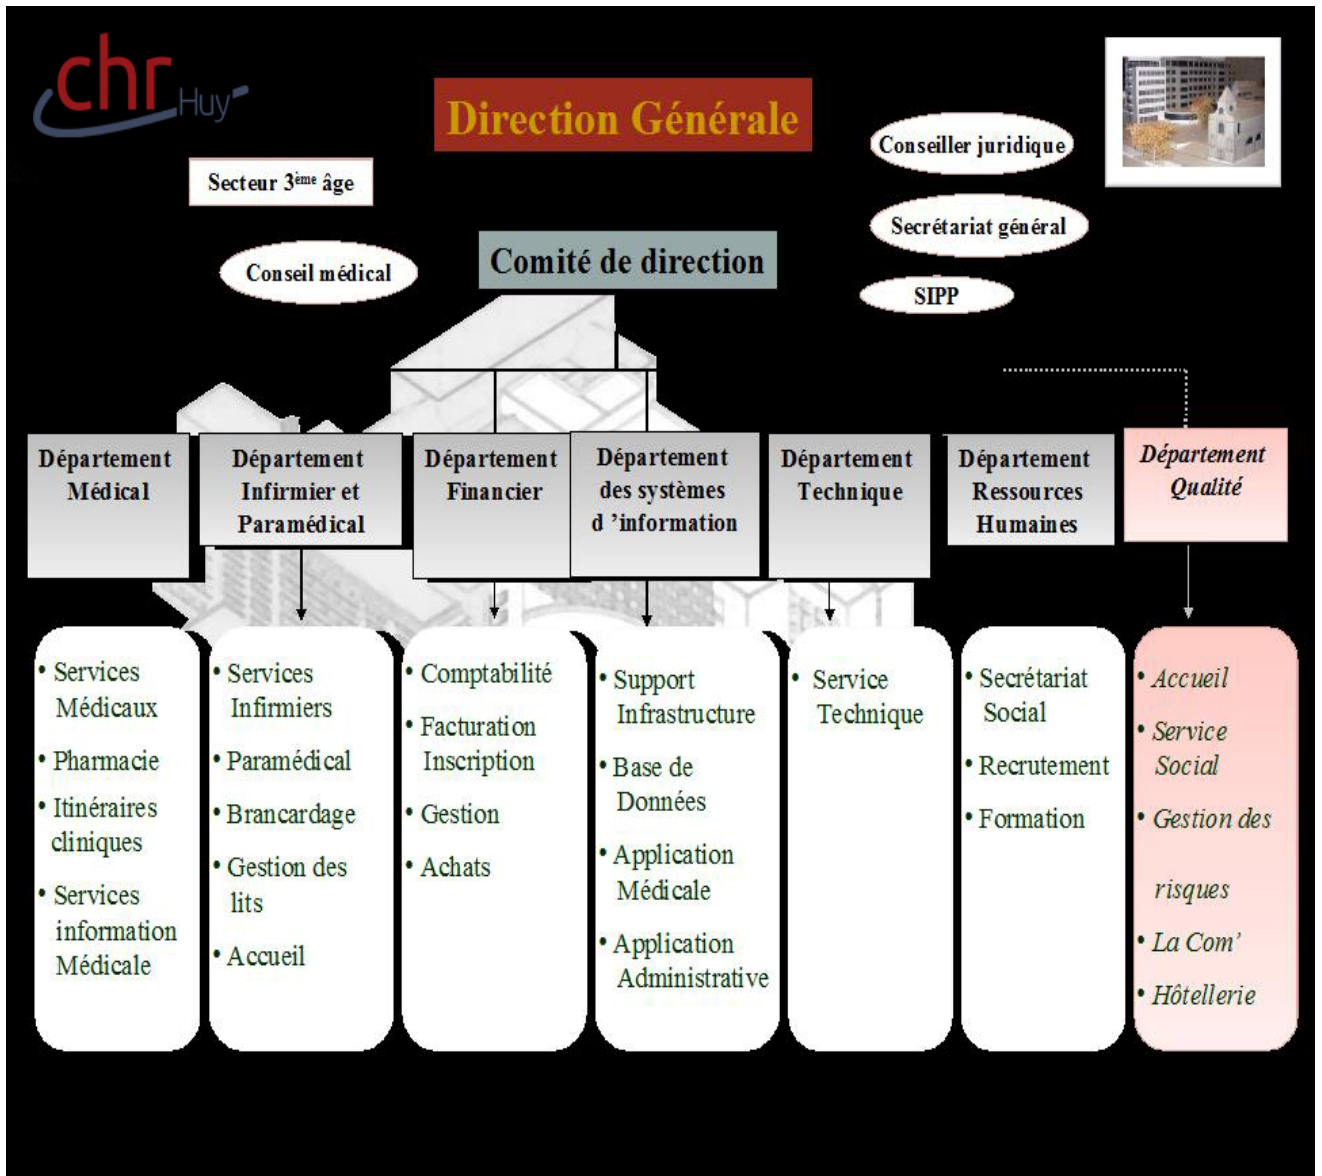 chr
Huy
Direction Générale
Conseiller juridique
Secteur 3ème âge
Secrétariat général
Conseil médical
Comité de direction
SIPP
Département
Médical
Département
Infirmier et
Paramédical
Département
Financier
Département
des systèmes
d ’information
Département
Technique
Département
Ressources
Humaines
Département
Qualité
• Services
Médicaux
• Pharmacie
• Itinéraires
cliniques
• Services
information
Médicale
• Services
Infirmiers
• Paramédical
• Brancardage
• Gestion des
lits
• Accueil
• Comptabilité
• Facturation
Inscription
• Gestion
• Achats
• Support
Infrastructure
• Base de
Données
• Application
Médicale
• Application
Administrative
• Service
Technique
• Secrétariat
Social
• Recrutement
• Formation
• Accueil
• Service
Social
• Gestion des
risques
• La Com’
• Hôtellerie